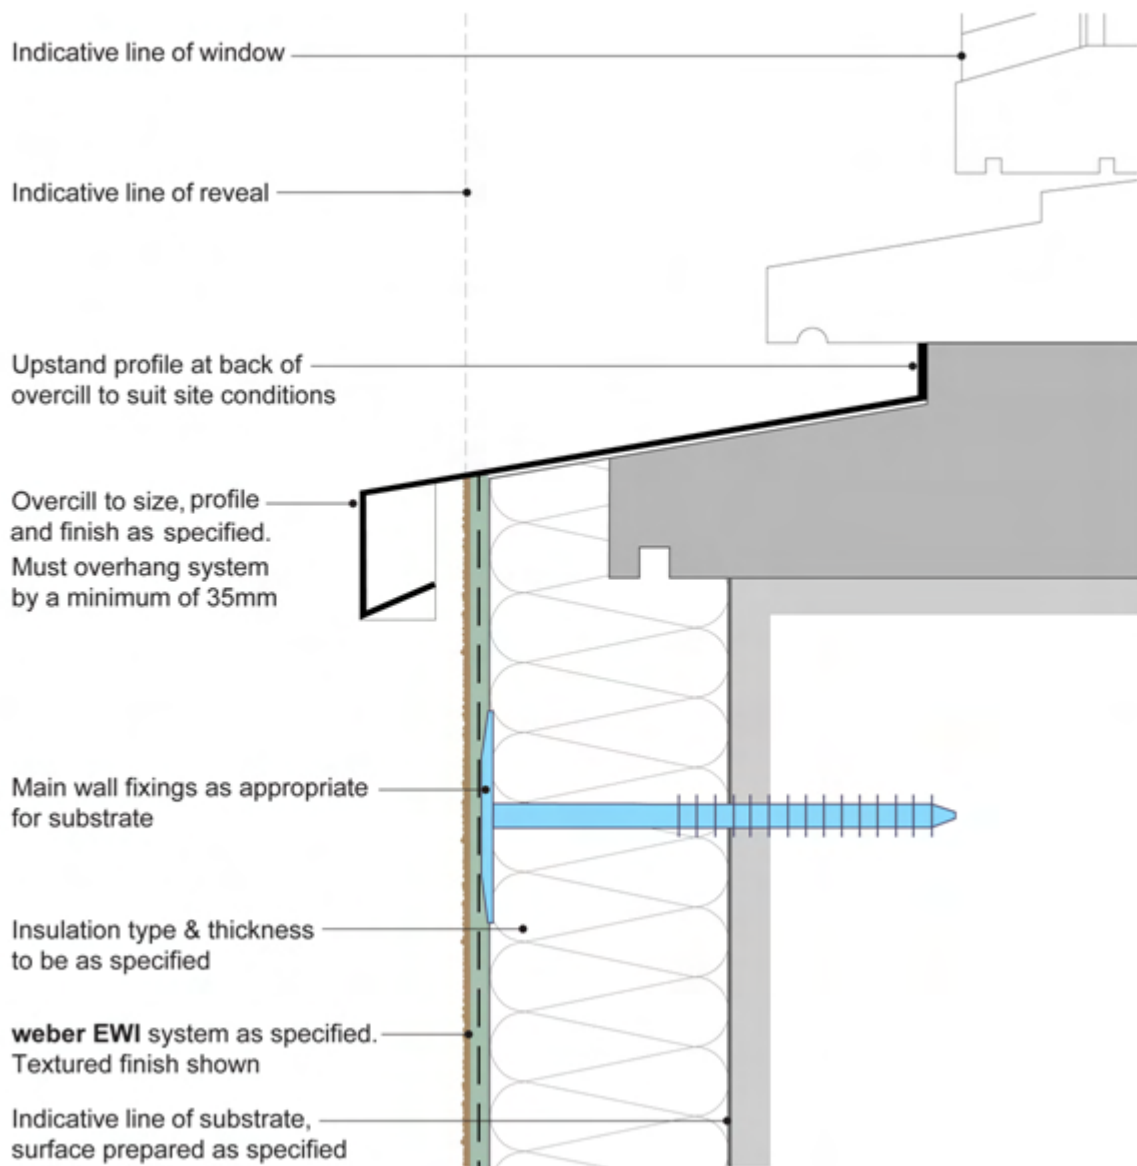 Indicative line of window
Indicative line of reveal
Upstand profile at back of
overcill to suit site conditions
Overcill to size, profile
and finish as specified.
Must overhang system
by a minimum of 35mm
Main wall fixings as appropriate
for substrate
Insulation type & thickness
to be as specified
weber EWI system as specified.
Textured finish shown
Indicative line of substrate,
surface prepared as specified